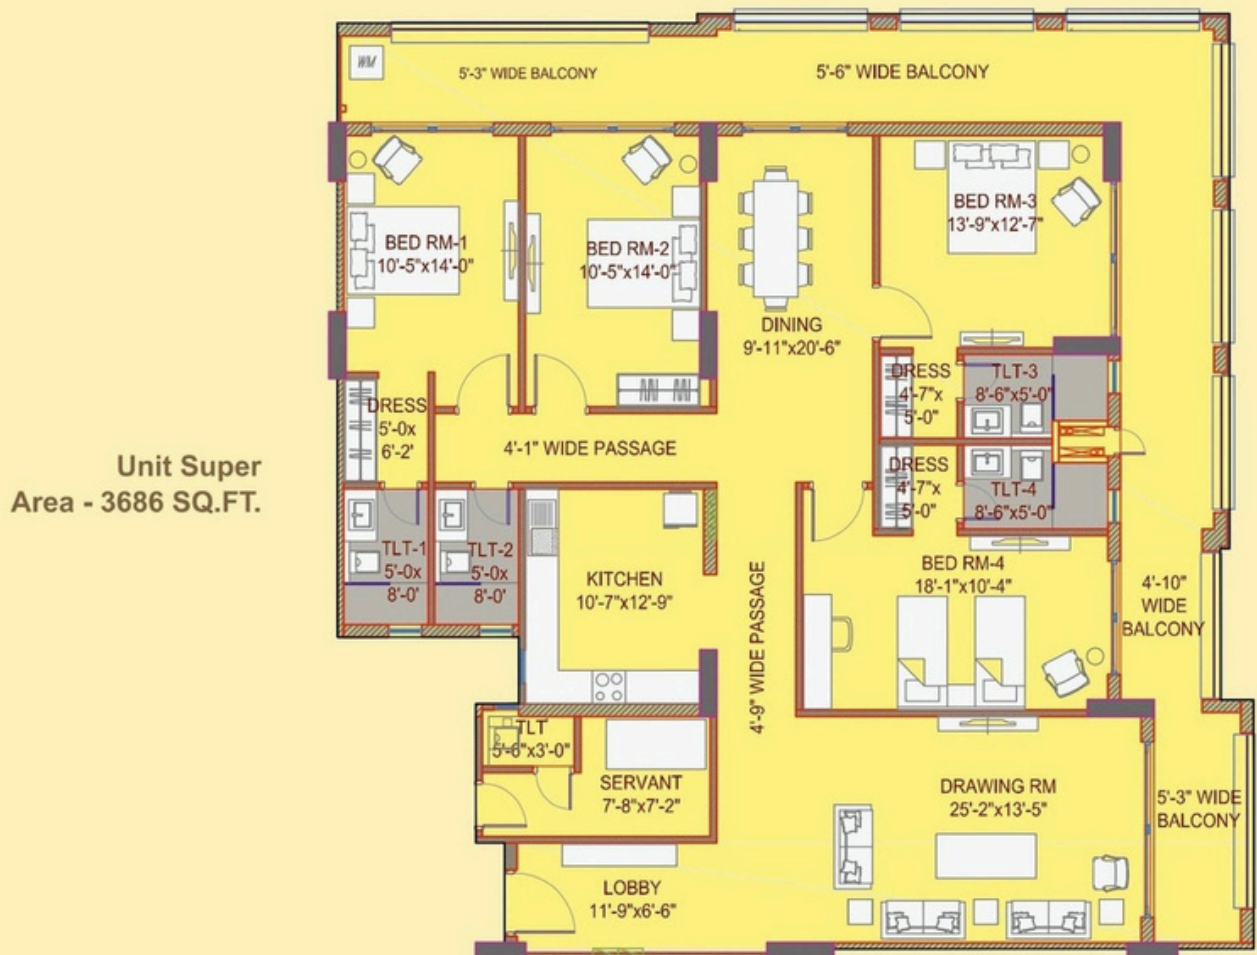 WM
5'-3" WIDE BALCONY
5'-6" WIDE BALCONY
BED RM-1
10'-5"x14'-0"
BED RM-2
10'-5"x14'-0"
DINING
9'-11"x20'-6"
BED RM-3
13'-9"x12'-7"
DRESS
5'-0x
6'-2'
4'-1" WIDE PASSAGE
DRESS
4'-7"x
5'-0"
TLT-3
8'-6"x5'-0"
DRESS
4'-7"x
5'-0"
TLT-4
8'-6"x5'-0"
Unit Super
Area - 3686 SQ.FT.
TLT-1
5'-0x
8'-0'
TLT-2
5'-0x
8'-0'
KITCHEN
10'-7"x12'-9"
4'-9" WIDE PASSAGE
BED RM-4
18'-1"x10'-4"
4'-10"
WIDE
BALCONY
TLT
5'-6"x3'-0"
SERVANT
7'-8"x7'-2"
DRAWING RM
25'-2"x13'-5"
5'-3" WIDE
BALCONY
LOBBY
11'-9"x6'-6"